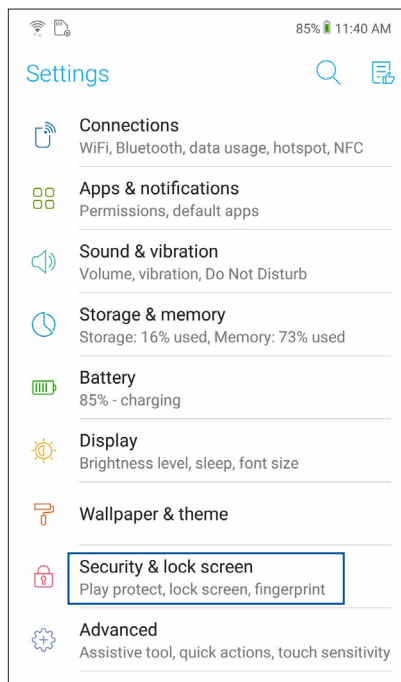 85% 11:40 AM
Settings
Connections
WiFi, Bluetooth, data usage, hotspot, NFC
Apps & notifications
Permissions, default apps
Sound & vibration
Volume, vibration, Do Not Disturb
Storage & memory
Storage: 16% used, Memory: 73% used
Battery
85% - charging
Display
Brightness level, sleep, font size
Wallpaper & theme
Security & lock screen
Play protect, lock screen, fingerprint
Advanced
Assistive tool, quick actions, touch sensitivity